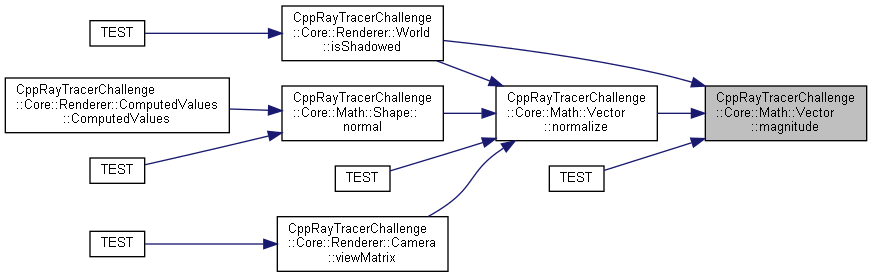 TEST
CppRayTracerChallenge
::Core::Renderer::World
::isShadowed
CppRayTracerChallenge
::Core::Renderer::ComputedValues
::ComputedValues
CppRayTracerChallenge
::Core::Math::Shape::
normal
CppRayTracerChallenge
::Core::Math::Vector
::normalize
CppRayTracerChallenge
::Core::Math::Vector
::magnitude
TEST
TEST
TEST
TEST
CppRayTracerChallenge
::Core::Renderer::Camera
::viewMatrix